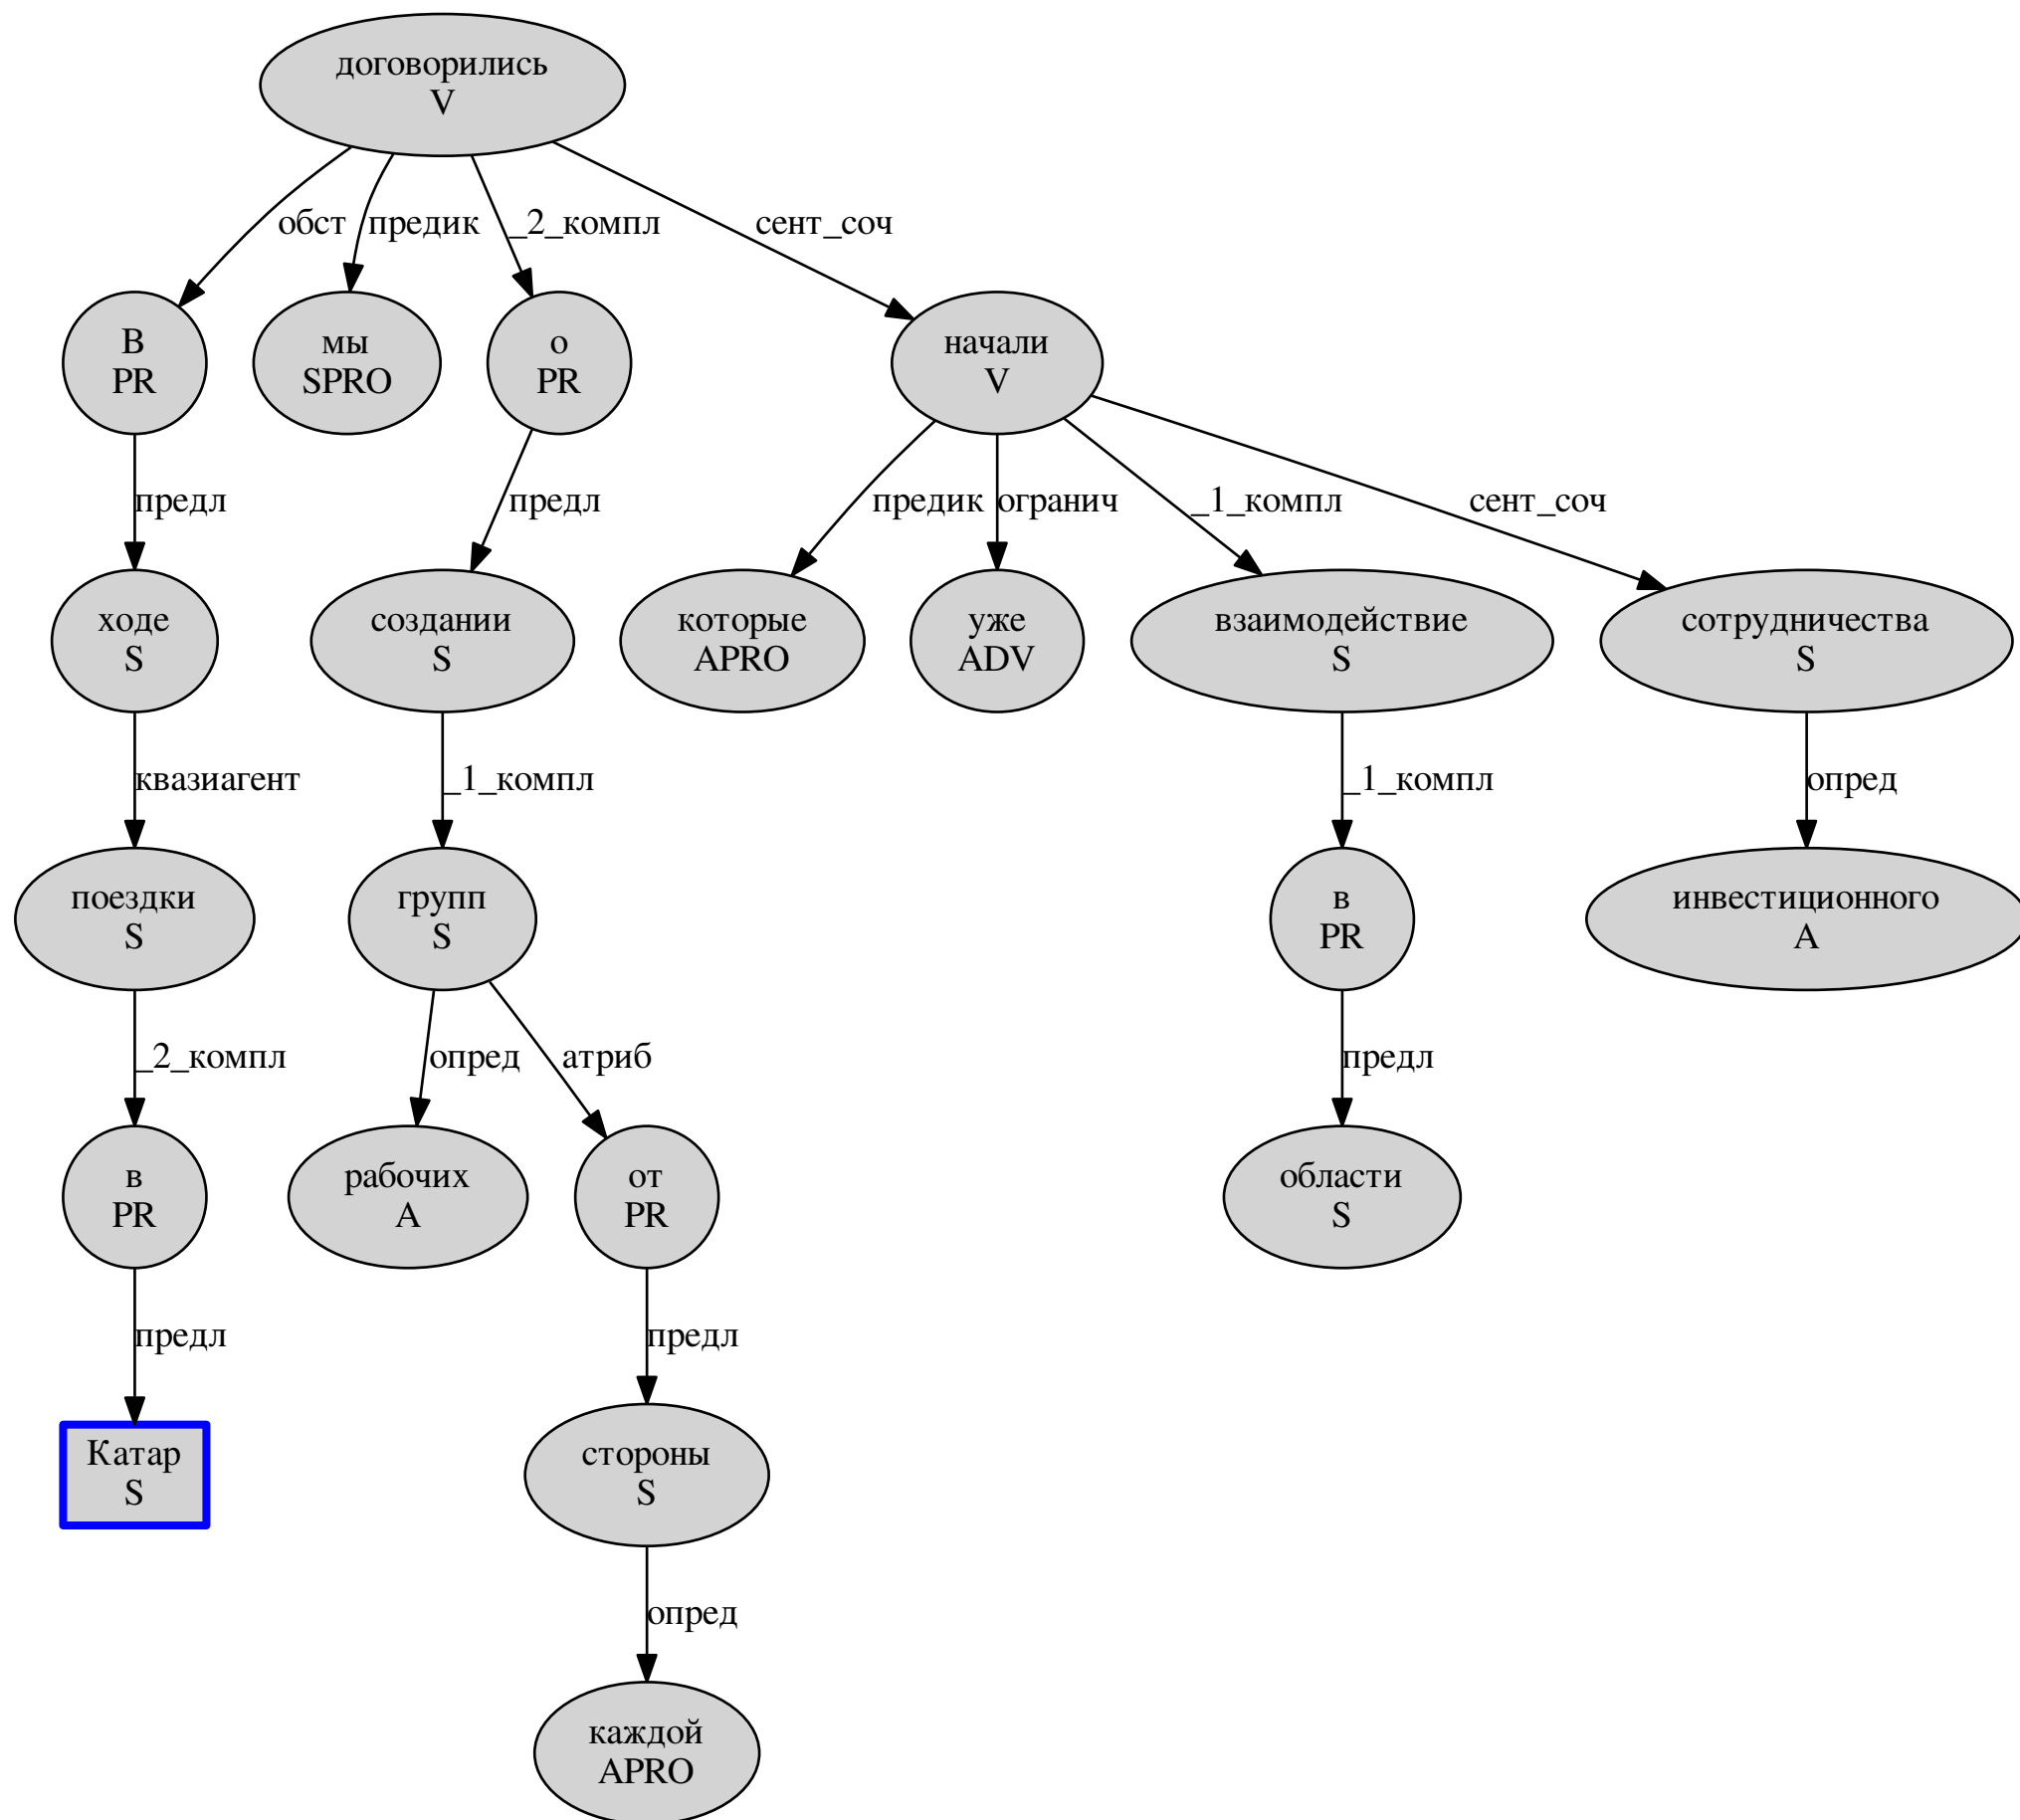 договорились
V
обст
предик
_2_компл
сент_соч
В
PR
мы
SPRO
о
PR
начали
V
предл
предл
предик
огранич
_1_компл
сент_соч
ходе
S
создании
S
которые
APRO
уже
ADV
взаимодействие
S
сотрудничества
S
квазиагент
_1_компл
_1_компл
опред
поездки
S
групп
S
в
PR
инвестиционного
A
_2_компл
опред
атриб
предл
в
PR
рабочих
A
от
PR
области
S
предл
предл
Катар
S
стороны
S
опред
каждой
APRO